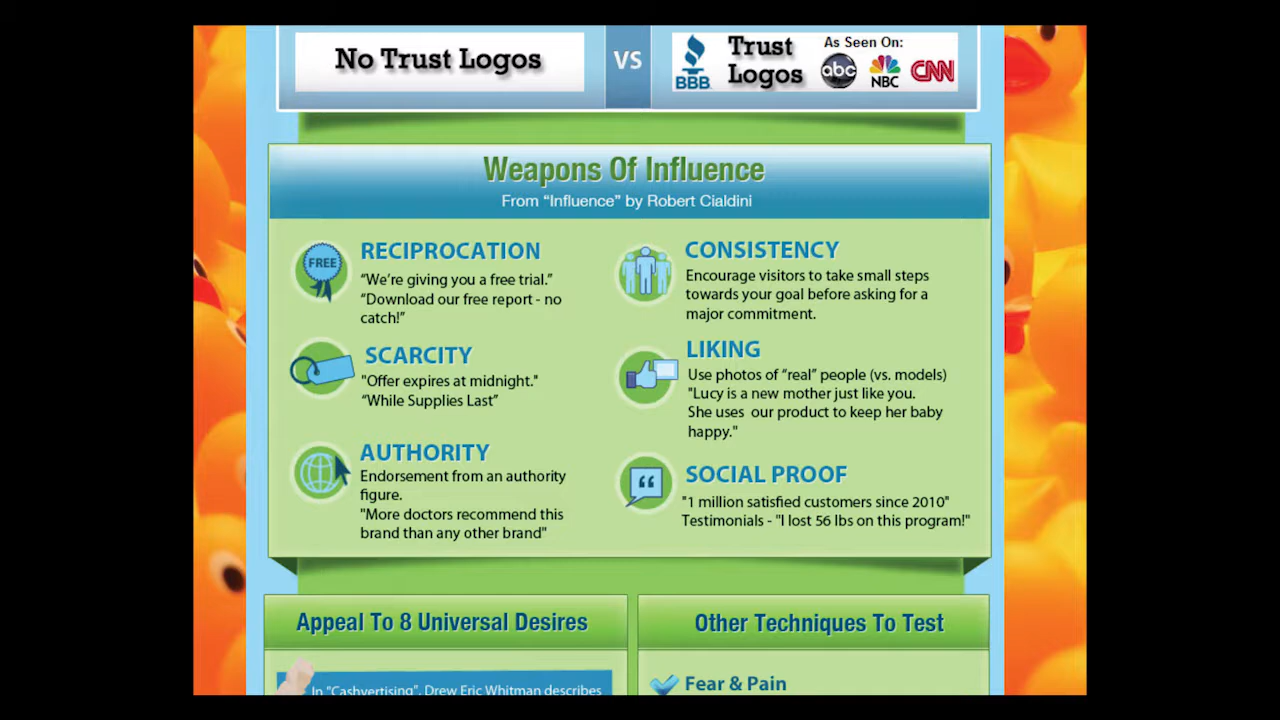 No Trust Logos
VS
BBB
Trust
Logos
As Seen On:
abc
NBC
CNN
Weapons Of Influence
From “Influence” by Robert Cialdini
FREE
RECIPROCATION
“We’re giving you a free trial.”
“Download our free report - no
catch!”
SCARCITY
"Offer expires at midnight."
“While Supplies Last”
AUTHORITY
Endorsement from an authority
figure.
"More doctors recommend this
brand than any other brand"
CONSISTENCY
Encourage visitors to take small steps
towards your goal before asking for a
major commitment.
LIKING
Use photos of “real” people (vs. models)
"Lucy is a new mother just like you.
She uses our product to keep her baby
happy."
SOCIAL PROOF
"1 million satisfied customers since 2010"
Testimonials - "I lost 56 lbs on this program!"
Appeal To 8 Universal Desires
In "Cashvertising", Drew Eric Whitman describes
Other Techniques To Test
Fear & Pain